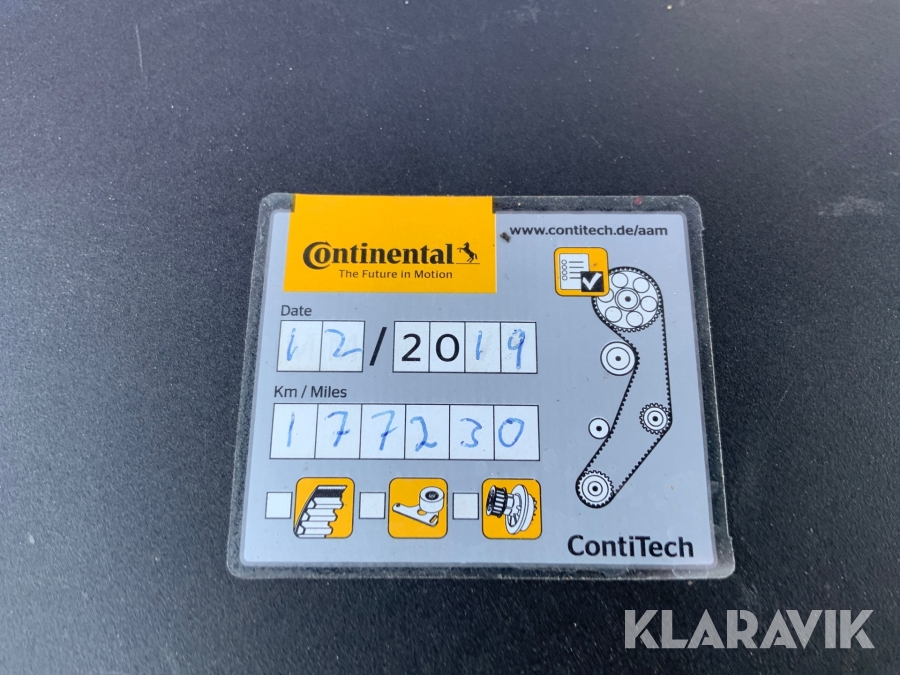 Continental
The Future in Motion
www.contitech.de/aam
Date
12/2019
Km / Miles
177230
ContiTech
KLARAVIK